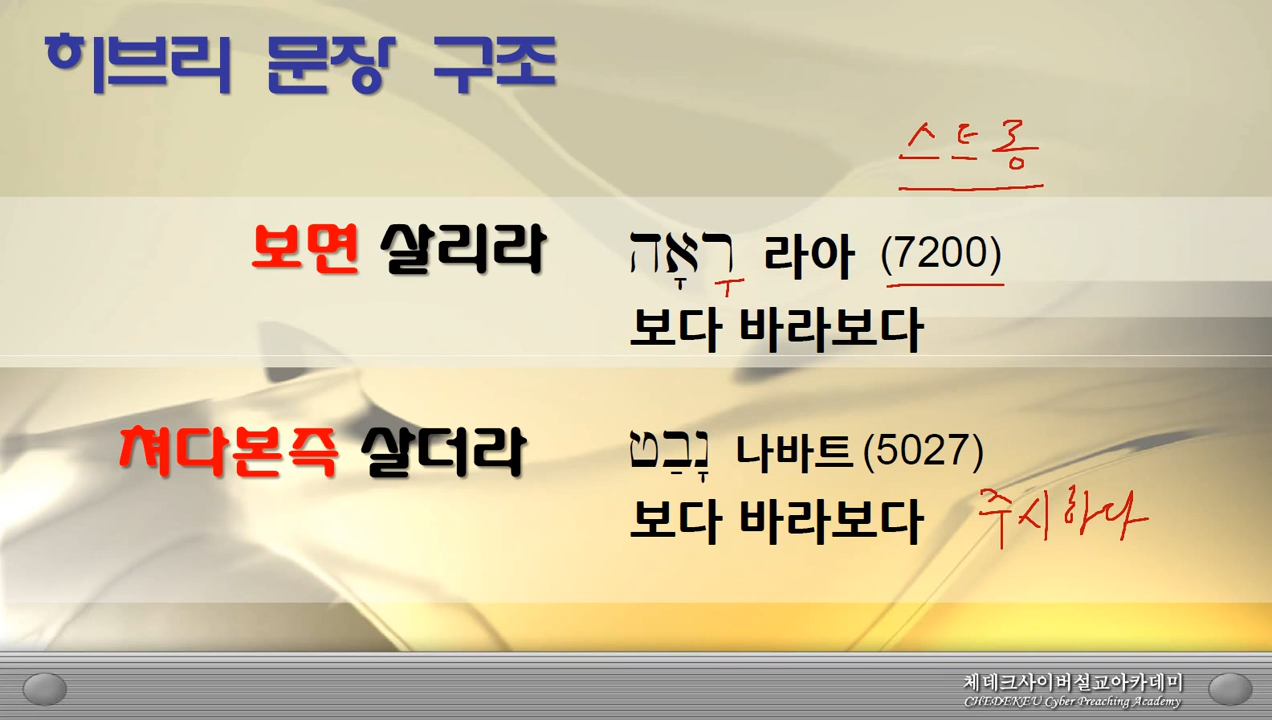 히브리 문장 구조
스트롱
보면 살리라 רָאָה 라아 (7200)
보다 바라보다
쳐다본즉 살더라 נָבַט 나바트 (5027)
보다 바라보다 주시하다
체데크사이버설교아카데미
CHEDEKEU Cyber Preaching Academy